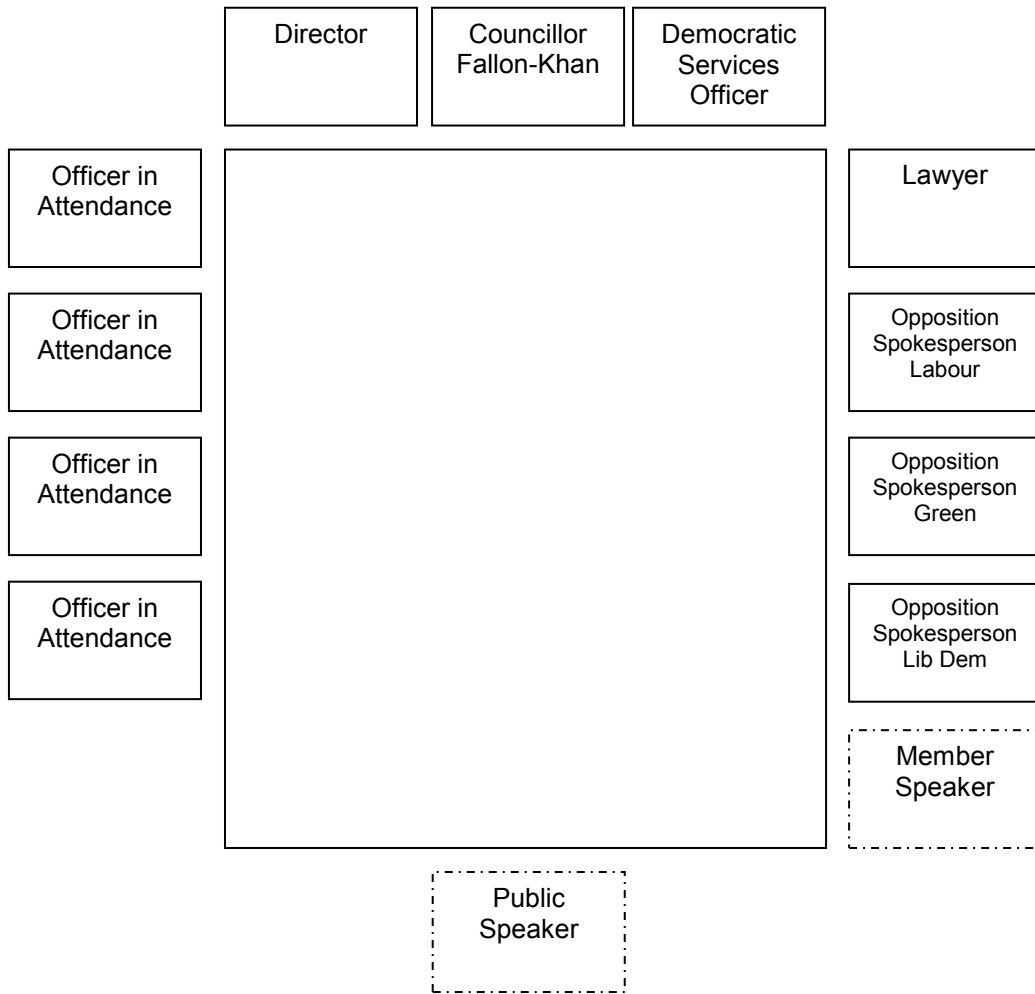 Director
Councillor
Fallon-Khan
Democratic
Services
Officer
Officer in
Attendance
Lawyer
Officer in
Attendance
Opposition
Spokesperson
Labour
Officer in
Attendance
Opposition
Spokesperson
Green
Officer in
Attendance
Opposition
Spokesperson
Lib Dem
Member
Speaker
Public
Speaker